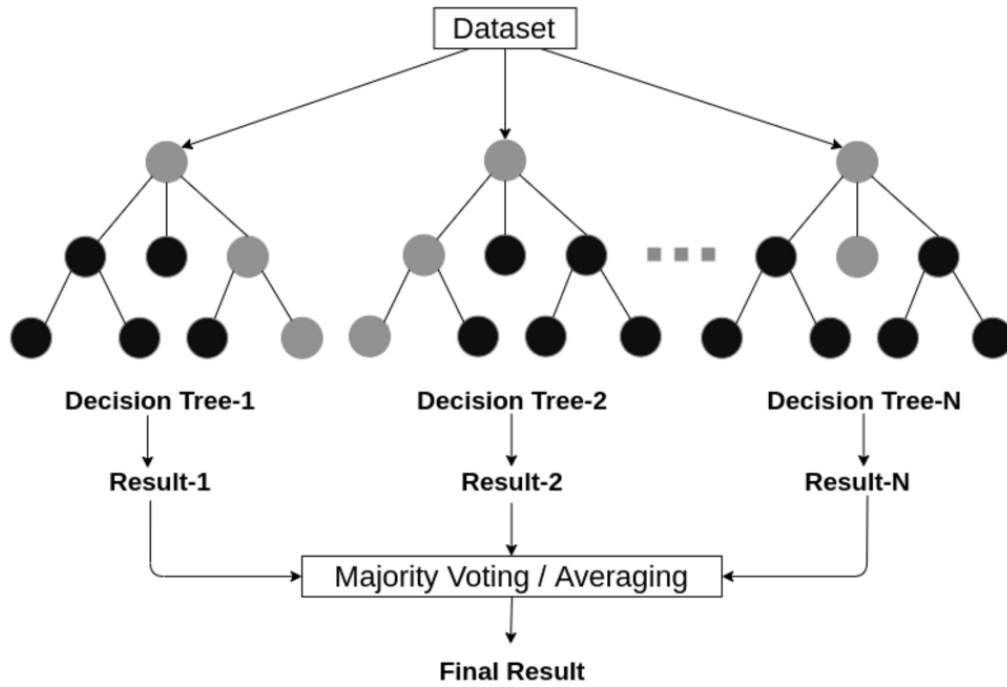 Dataset
Decision Tree-1
Decision Tree-2
Decision Tree-N
Result-1
Result-2
Result-N
Majority Voting / Averaging
Final Result